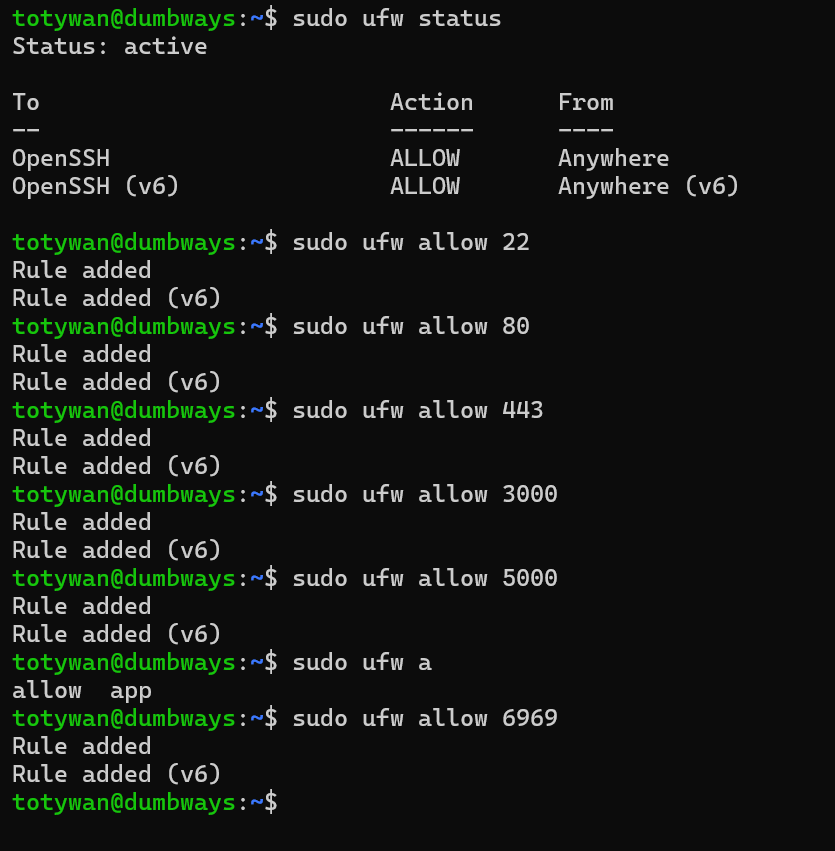 totywan@dumbways:~$ sudo ufw status
Status: active
To                         Action      From
--                         ------      ----
OpenSSH                    ALLOW       Anywhere
OpenSSH (v6)               ALLOW       Anywhere (v6)
totywan@dumbways:~$ sudo ufw allow 22
Rule added
Rule added (v6)
totywan@dumbways:~$ sudo ufw allow 80
Rule added
Rule added (v6)
totywan@dumbways:~$ sudo ufw allow 443
Rule added
Rule added (v6)
totywan@dumbways:~$ sudo ufw allow 3000
Rule added
Rule added (v6)
totywan@dumbways:~$ sudo ufw allow 5000
Rule added
Rule added (v6)
totywan@dumbways:~$ sudo ufw a
allow  app
totywan@dumbways:~$ sudo ufw allow 6969
Rule added
Rule added (v6)
totywan@dumbways:~$